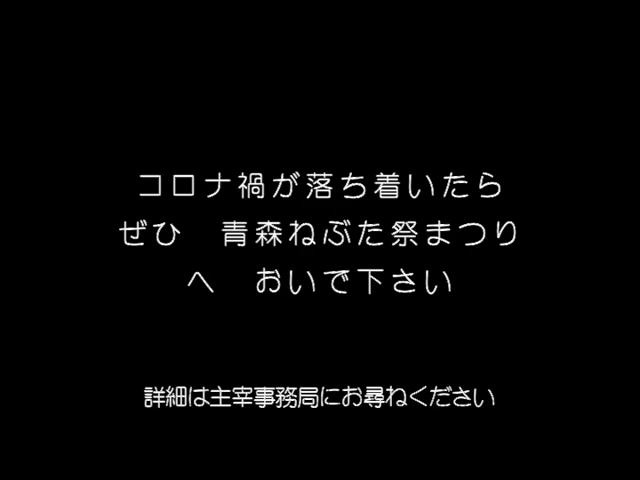 コロナ禍が落ち着いたら
ぜひ　青森ねぶた祭まつり
へ　おいで下さい
詳細は主宰事務局にお尋ねください